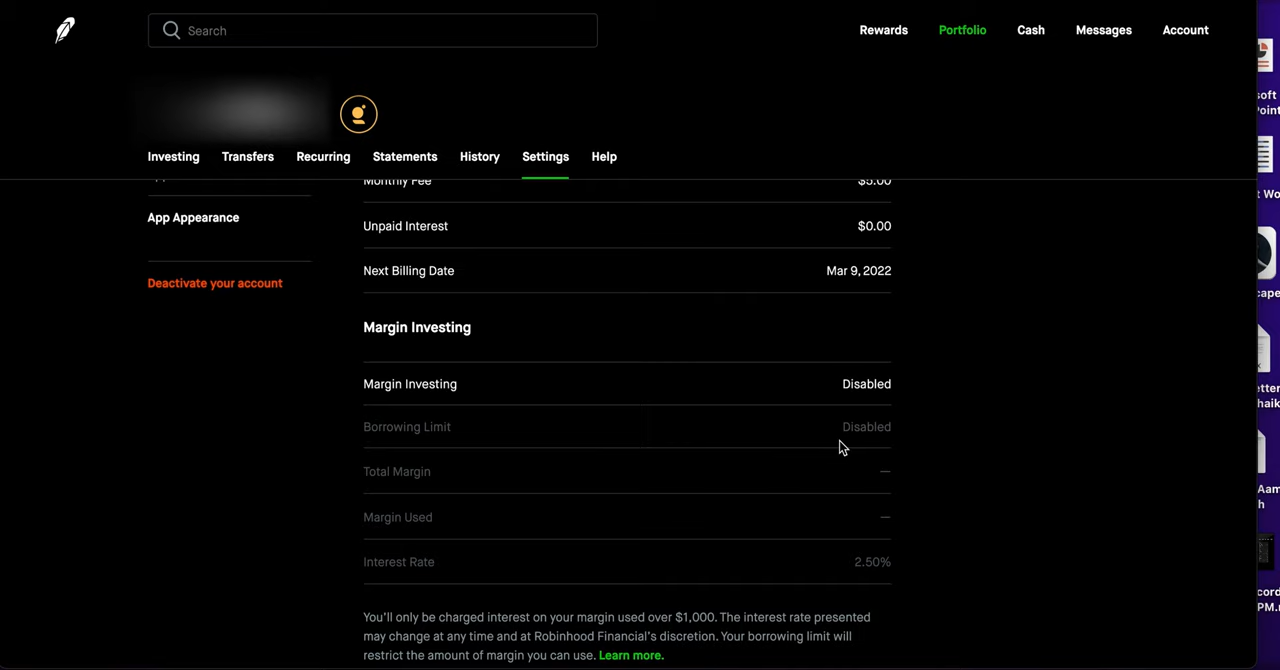 Search
Rewards Portfolio Cash Messages Account
Investing Transfers Recurring Statements History Settings Help
Monthly Fee $5.00
App Appearance
Unpaid Interest $0.00
Next Billing Date Mar 9, 2022
Deactivate your account
Margin Investing
Margin Investing Disabled
Borrowing Limit Disabled
Total Margin —
Margin Used —
Interest Rate 2.50%
You'll only be charged interest on your margin used over $1,000. The interest rate presented
may change at any time and at Robinhood Financial's discretion. Your borrowing limit will
restrict the amount of margin you can use. Learn more.